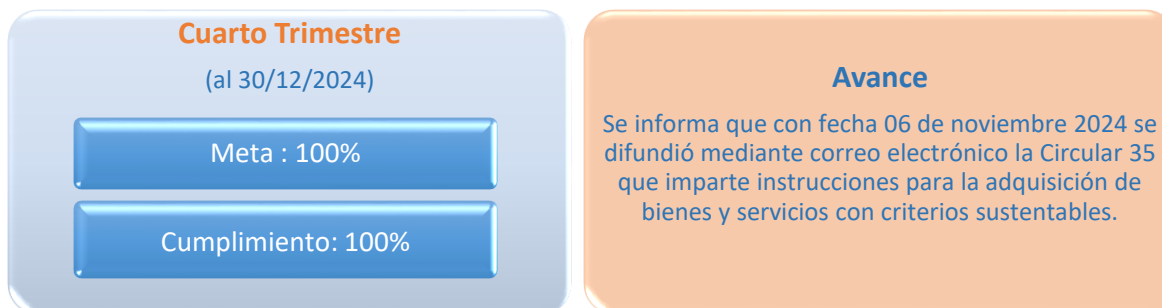 Cuarto Trimestre
(al 30/12/2024)
Meta : 100%
Cumplimiento: 100%
Avance
Se informa que con fecha 06 de noviembre 2024 se
difundió mediante correo electrónico la Circular 35
que imparte instrucciones para la adquisición de
bienes y servicios con criterios sustentables.